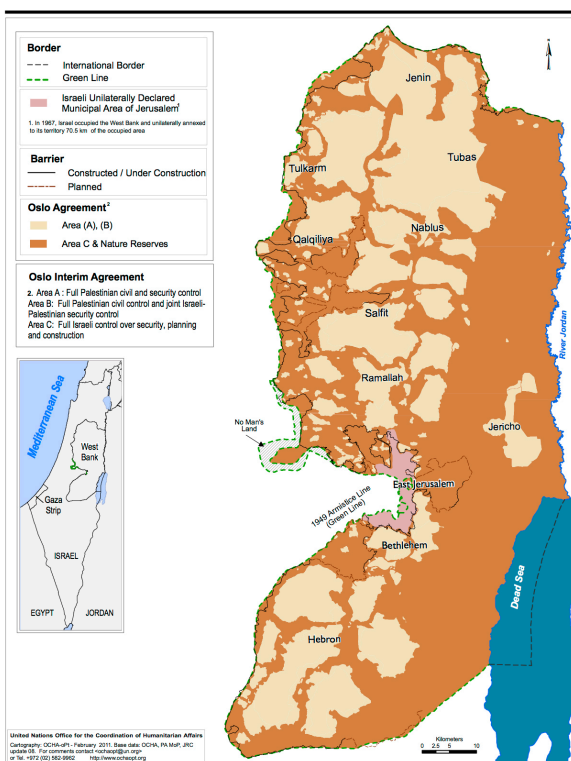 Border
International Border
Green Line
Israeli Unilaterally Declared
Municipal Area of Jerusalem¹
1. In 1967, Israel occupied the West Bank and unilaterally annexed
to its territory 70.5 km of the occupied area
Barrier
Constructed / Under Construction
Planned
Oslo Agreement²
Area (A), (B)
Area C & Nature Reserves
Oslo Interim Agreement
2. Area A : Full Palestinian civil and security control
Area B: Full Palestinian civil control and joint Israeli-
Palestinian security control
Area C: Full Israeli control over security, planning
and construction
Mediterranean Sea
West
Bank
Gaza
Strip
ISRAEL
EGYPT
JORDAN
Jenin
Tubas
Tulkarm
Nablus
Qalqiliya
Salfit
River Jordan
Ramallah
Jericho
No Man's
Land
East Jerusalem
1949 Armistice Line
(Green Line)
Bethlehem
Dead Sea
Hebron
United Nations Office for the Coordination of Humanitarian Affairs
Cartography: OCHA-oPt - February 2011. Base data: OCHA, PA MoP, JRC
update 08. For comments contact <ochaopt@un.org>
or Tel. +972 (02) 582-9962 http://www.ochaopt.org
Kilometers
0 2.5 5 10